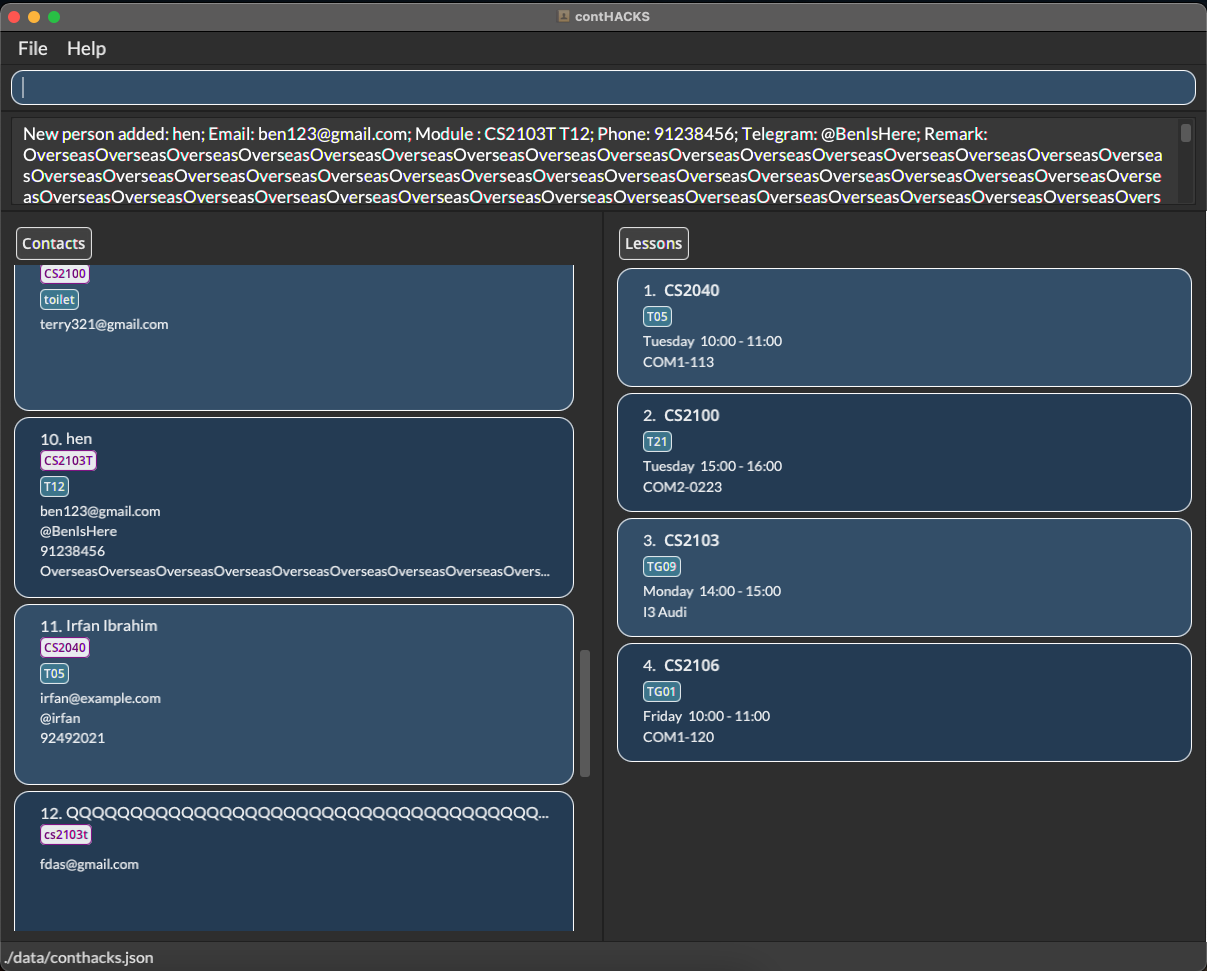 contHACKS
File Help
New person added: hen; Email: ben123@gmail.com; Module : CS2103T T12; Phone: 91238456; Telegram: @BenIsHere; Remark:
OverseasOverseasOverseasOverseasOverseasOverseasOverseasOverseasOverseasOverseasOverseasOverseasOverseasOverseasOverseasOversea
sOverseasOverseasOverseasOverseasOverseasOverseasOverseasOverseasOverseasOverseasOverseasOverseasOverseasOverseasOverseasOverse
asOverseasOverseasOverseasOverseasOverseasOverseasOverseasOverseasOverseasOverseasOverseasOverseasOverseasOverseasOverseasOvers
Contacts
CS2100
toilet
terry321@gmail.com
10. hen
CS2103T
T12
ben123@gmail.com
@BenIsHere
91238456
OverseasOverseasOverseasOverseasOverseasOverseasOverseasOverseasOvers...
11. Irfan Ibrahim
CS2040
T05
irfan@example.com
@irfan
92492021
12. QQQQQQQQQQQQQQQQQQQQQQQQQQQQQQQQQQQQQ...
cs2103t
fdas@gmail.com
Lessons
1. CS2040
T05
Tuesday 10:00 - 11:00
COM1-113
2. CS2100
T21
Tuesday 15:00 - 16:00
COM2-0223
3. CS2103
TG09
Monday 14:00 - 15:00
I3 Audi
4. CS2106
TG01
Friday 10:00 - 11:00
COM1-120
./data/conthacks.json